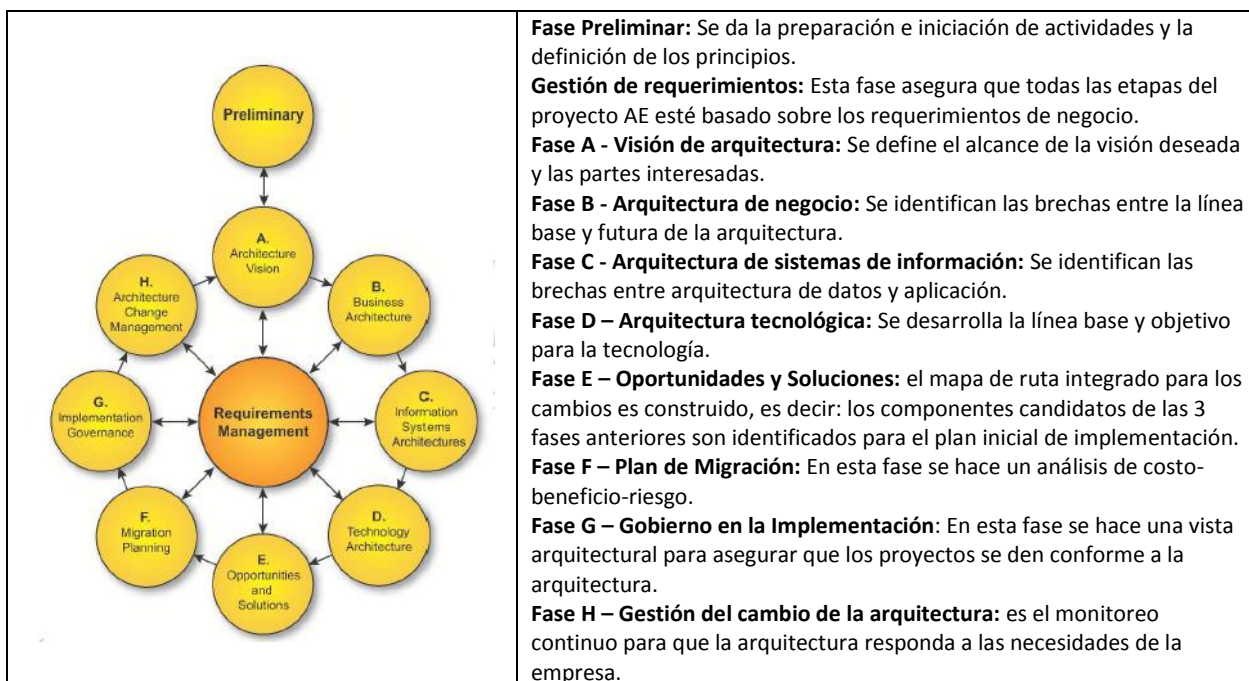 Preliminary
A.
Architecture
Vision
H.
Architecture
Change
Management
B.
Business
Architecture
G.
Implementation
Governance
Requirements
Management
C.
Information
Systems
Architectures
F.
Migration
Planning
D.
Technology
Architecture
E.
Opportunities
and
Solutions
Fase Preliminar: Se da la preparación e iniciación de actividades y la
definición de los principios.
Gestión de requerimientos: Esta fase asegura que todas las etapas del
proyecto AE esté basado sobre los requerimientos de negocio.
Fase A - Visión de arquitectura: Se define el alcance de la visión deseada
y las partes interesadas.
Fase B - Arquitectura de negocio: Se identifican las brechas entre la línea
base y futura de la arquitectura.
Fase C - Arquitectura de sistemas de información: Se identifican las
brechas entre arquitectura de datos y aplicación.
Fase D – Arquitectura tecnológica: Se desarrolla la línea base y objetivo
para la tecnología.
Fase E – Oportunidades y Soluciones: el mapa de ruta integrado para los
cambios es construido, es decir: los componentes candidatos de las 3
fases anteriores son identificados para el plan inicial de implementación.
Fase F – Plan de Migración: En esta fase se hace un análisis de costo-
beneficio-riesgo.
Fase G – Gobierno en la Implementación: En esta fase se hace una vista
arquitectural para asegurar que los proyectos se den conforme a la
arquitectura.
Fase H – Gestión del cambio de la arquitectura: es el monitoreo
continuo para que la arquitectura responda a las necesidades de la
empresa.